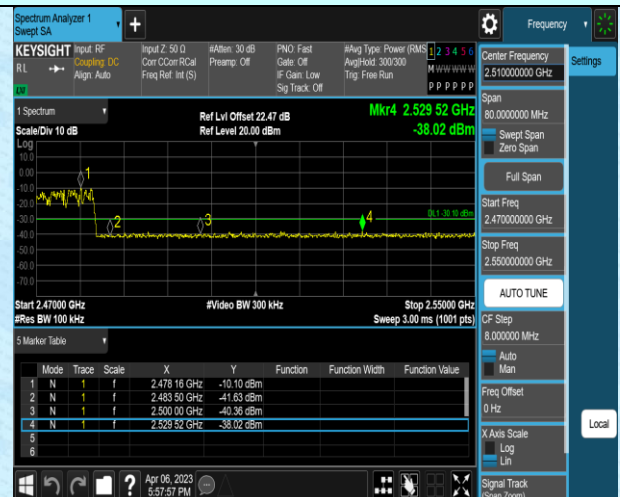 Spectrum Analyzer 1
Swept SA
Frequency
KEYSIGHT
RL
LM
Input: RF
Coupling: DC
Align: Auto
Input Z: 50 Ω
Corr CCorr RCal
Freq Ref: Int (S)
#Atten: 30 dB
Preamp: Off
PNO: Fast
Gate: Off
IF Gain: Low
Sig Track: Off
#Avg Type: Power (RMS
Avg|Hold: 300/300
Trig: Free Run
1 2 3 4 5 6
M W W W W W
P P P P P P
1 Spectrum
Scale/Div 10 dB
Ref Lvl Offset 22.47 dB
Ref Level 20.00 dBm
Mkr4 2.529 52 GHz
-38.02 dBm
Log
10.0
0.00
-10.0
-20.0
-30.0
-40.0
-50.0
-60.0
-70.0
1
2
3
4
DL1 -30.10 dBm
Start 2.47000 GHz
#Res BW 100 kHz
#Video BW 300 kHz
Stop 2.55000 GHz
Sweep 3.00 ms (1001 pts)
5 Marker Table
Mode Trace Scale X Y Function Function Width Function Value
1 N 1 f 2.478 16 GHz -10.10 dBm
2 N 1 f 2.483 50 GHz -41.63 dBm
3 N 1 f 2.500 00 GHz -40.36 dBm
4 N 1 f 2.529 52 GHz -38.02 dBm
5
6
?
Apr 06, 2023
5:57:57 PM
Center Frequency
2.510000000 GHz
Span
80.0000000 MHz
Swept Span
Zero Span
Full Span
Start Freq
2.470000000 GHz
Stop Freq
2.550000000 GHz
AUTO TUNE
CF Step
8.000000 MHz
Auto
Man
Freq Offset
0 Hz
X Axis Scale
Log
Lin
Signal Track
(Span Zoom)
Settings
Local